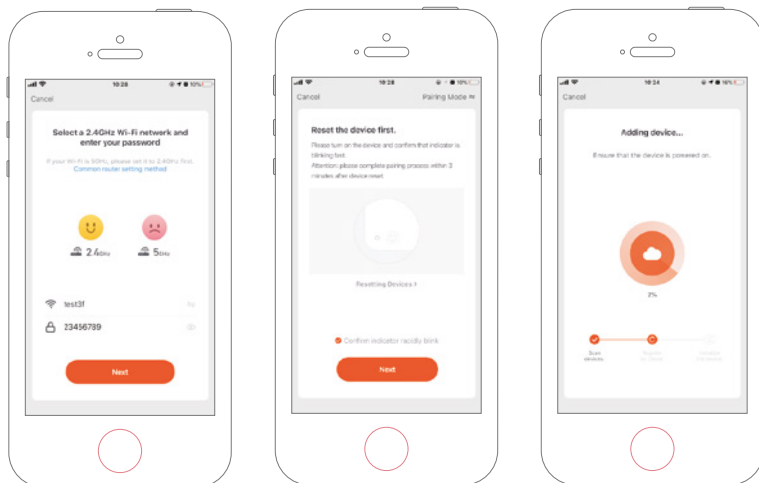 10:28
Cancel
Select a 2.4GHz Wi-Fi network and
enter your password
If your Wi-Fi is 5GHz, please set it to 2.4GHz first.
Common router setting method
2.4GHz
5GHz
test3f
23456789
Next
10:28
Cancel
Pairing Mode
Reset the device first.
Please turn on the device and confirm that indicator is
blinking fast.
Attention: please complete pairing process within 3
minutes after device reset.
Resetting Devices >
Confirm indicator rapidly blink
Next
10:34
Cancel
Adding device...
Ensure that the device is powered on.
2%
Scan
devices.